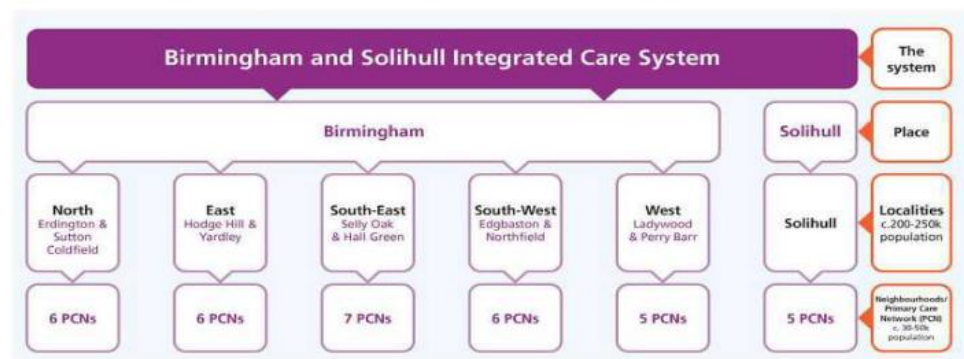 Birmingham and Solihull Integrated Care System
The
system
Birmingham
Solihull
Place
North
Erdington &
Sutton
Coldfield
East
Hodge Hill &
Yardley
South-East
Selly Oak
& Hall Green
South-West
Edgbaston &
Northfield
West
Ladywood
& Perry Barr
Solihull
Localities
c.200-250k
population
6 PCNs
6 PCNs
7 PCNs
6 PCNs
5 PCNs
5 PCNs
Neighbourhoods/
Primary Care
Network (PCN)
c. 30-50k
population